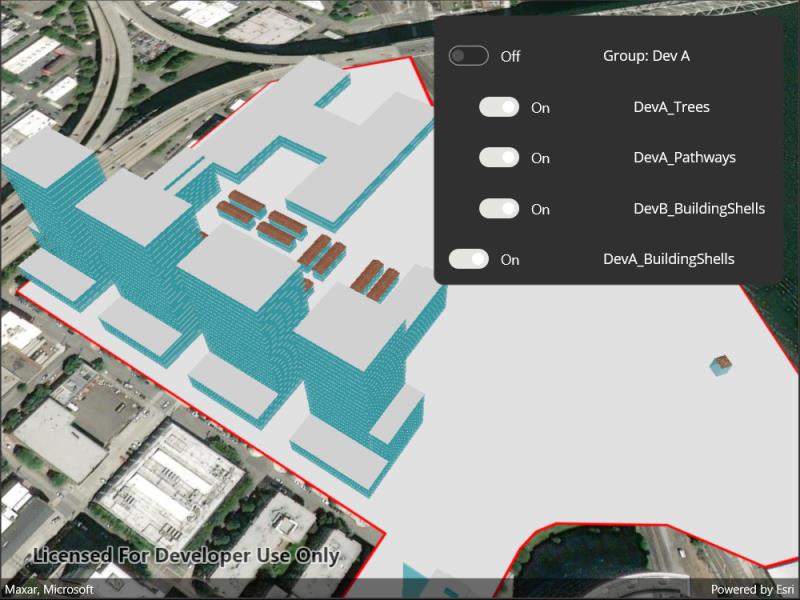 Off Group: Dev A
On DevA_Trees
On DevA_Pathways
On DevB_BuildingShells
On DevA_BuildingShells
Licensed For Developer Use Only
Maxar, Microsoft Powered by Esri